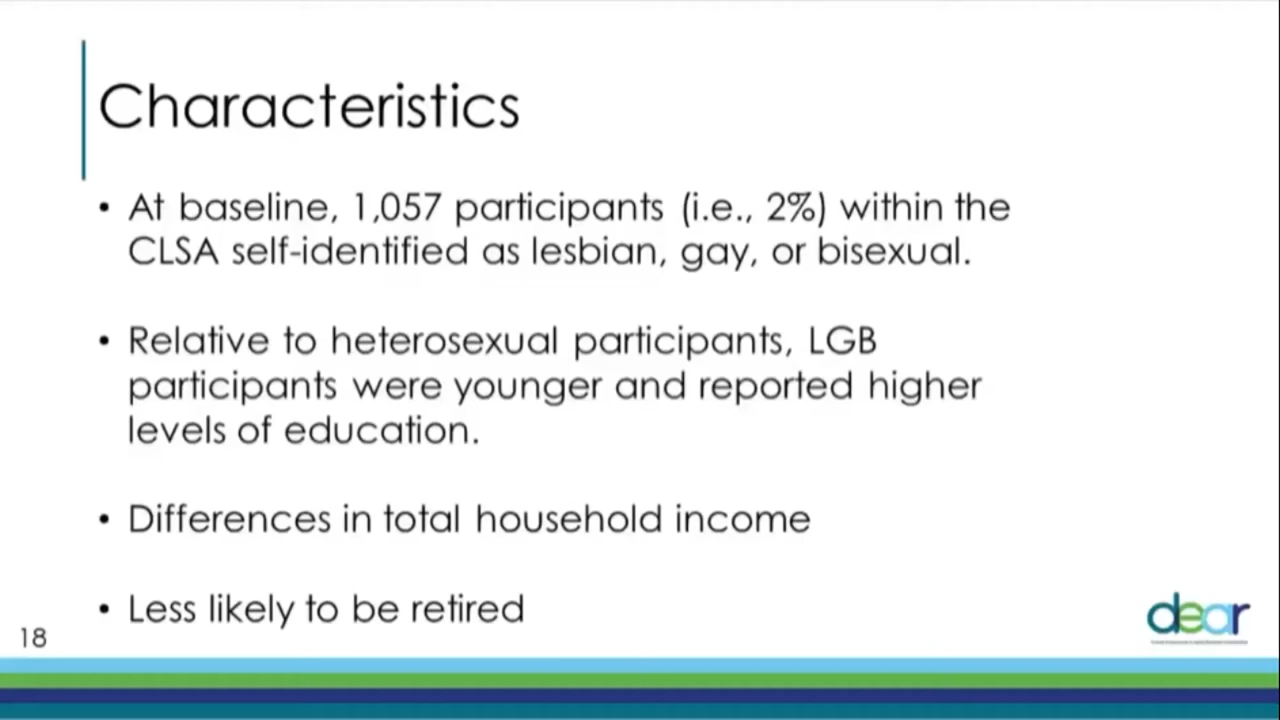 Characteristics
• At baseline, 1,057 participants (i.e., 2%) within the
CLSA self-identified as lesbian, gay, or bisexual.
• Relative to heterosexual participants, LGB
participants were younger and reported higher
levels of education.
• Differences in total household income
• Less likely to be retired
18
dear